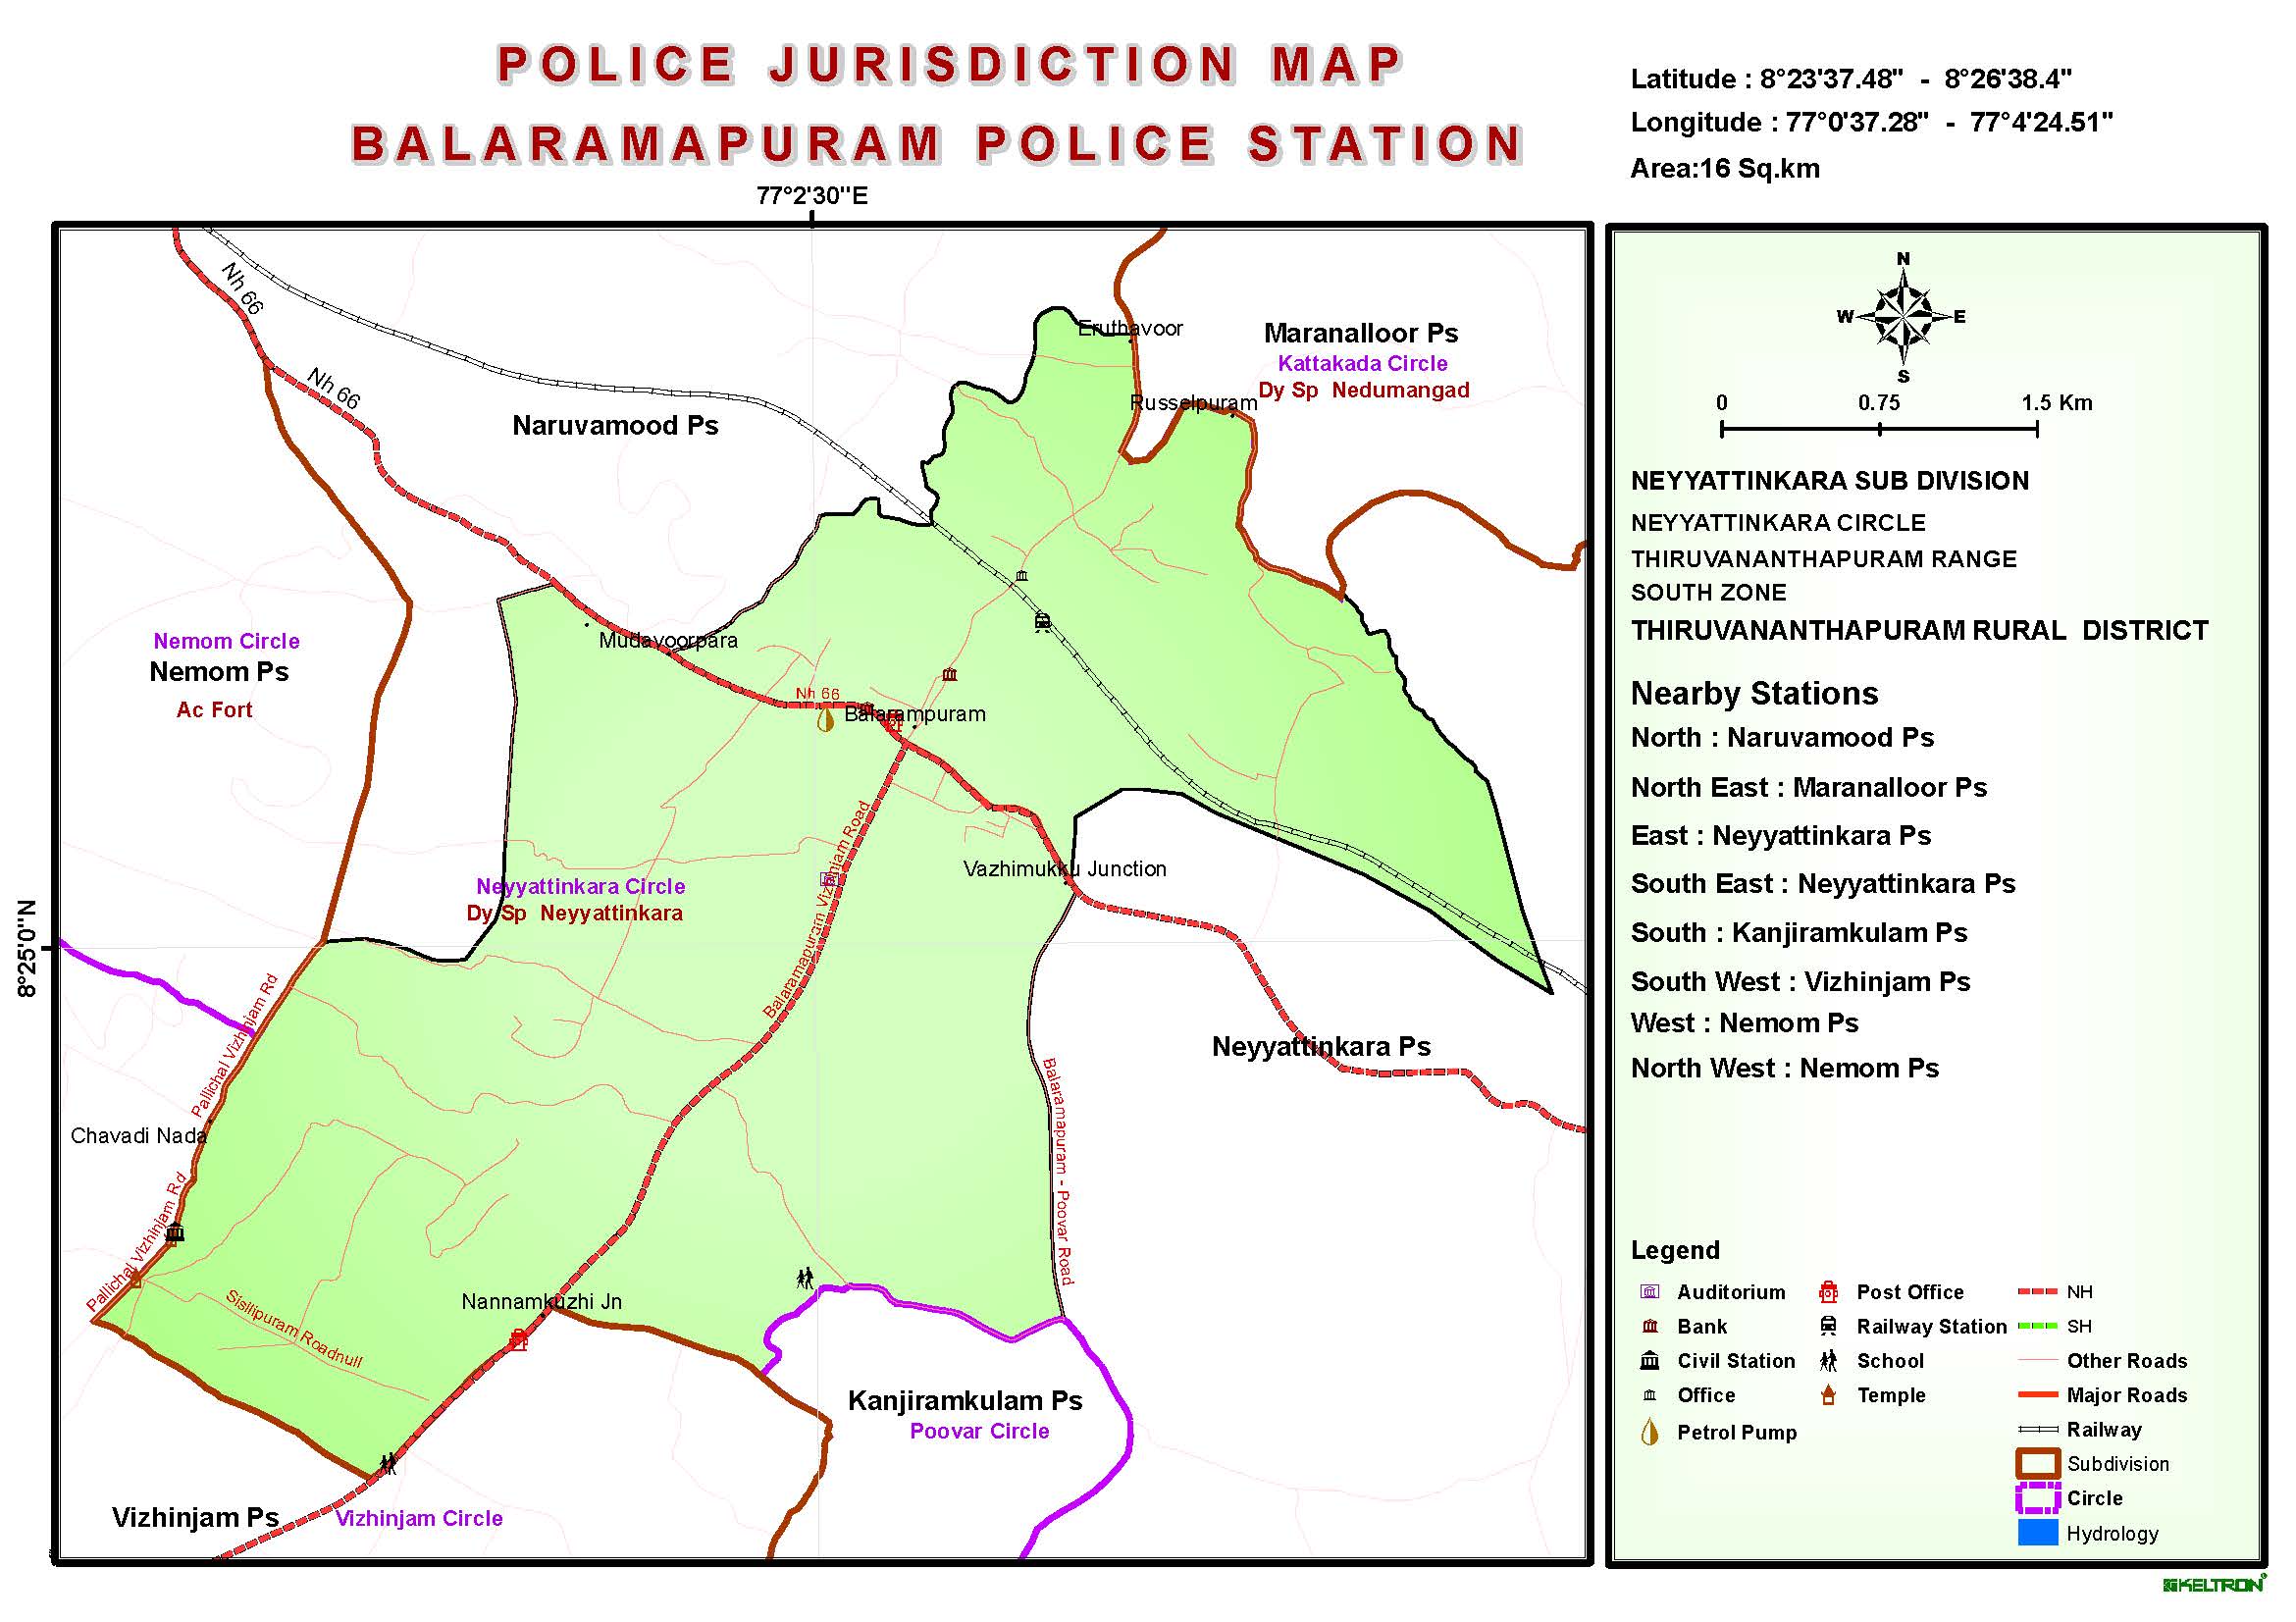 POLICE JURISDICTION MAP
BALARAMAPURAM POLICE STATION
Latitude : 8°23'37.48" - 8°26'38.4"
Longitude : 77°0'37.28" - 77°4'24.51"
Area:16 Sq.km
77°2'30"E
8°25'0"N
Nh 66
Nh 66
Naruvamood Ps
Eruthavoor
Maranalloor Ps
Kattakada Circle
Dy Sp Nedumangad
Russelpuram
Nemom Circle
Nemom Ps
Ac Fort
Mudavoorpara
Nh 66
Balarampuram
Vazhimukku Junction
Neyyattinkara Circle
Dy Sp Neyyattinkara
Balaramapuram Vizhinjam Road
Neyyattinkara Ps
Pallichal Vizhinjam Rd
Chavadi Nada
Pallichal Vizhinjam Rd
Balaramapuram - Poovar Road
Sisilipuram Roadnull
Nannamkuzhi Jn
Kanjiramkulam Ps
Poovar Circle
Vizhinjam Ps
Vizhinjam Circle
N
W
E
S
0
0.75
1.5 Km
NEYYATTINKARA SUB DIVISION
NEYYATTINKARA CIRCLE
THIRUVANANTHAPURAM RANGE
SOUTH ZONE
THIRUVANANTHAPURAM RURAL DISTRICT
Nearby Stations
North : Naruvamood Ps
North East : Maranalloor Ps
East : Neyyattinkara Ps
South East : Neyyattinkara Ps
South : Kanjiramkulam Ps
South West : Vizhinjam Ps
West : Nemom Ps
North West : Nemom Ps
Legend
Auditorium
Bank
Civil Station
Office
Petrol Pump
Post Office
Railway Station
School
Temple
NH
SH
Other Roads
Major Roads
Railway
Subdivision
Circle
Hydrology
KELTRON